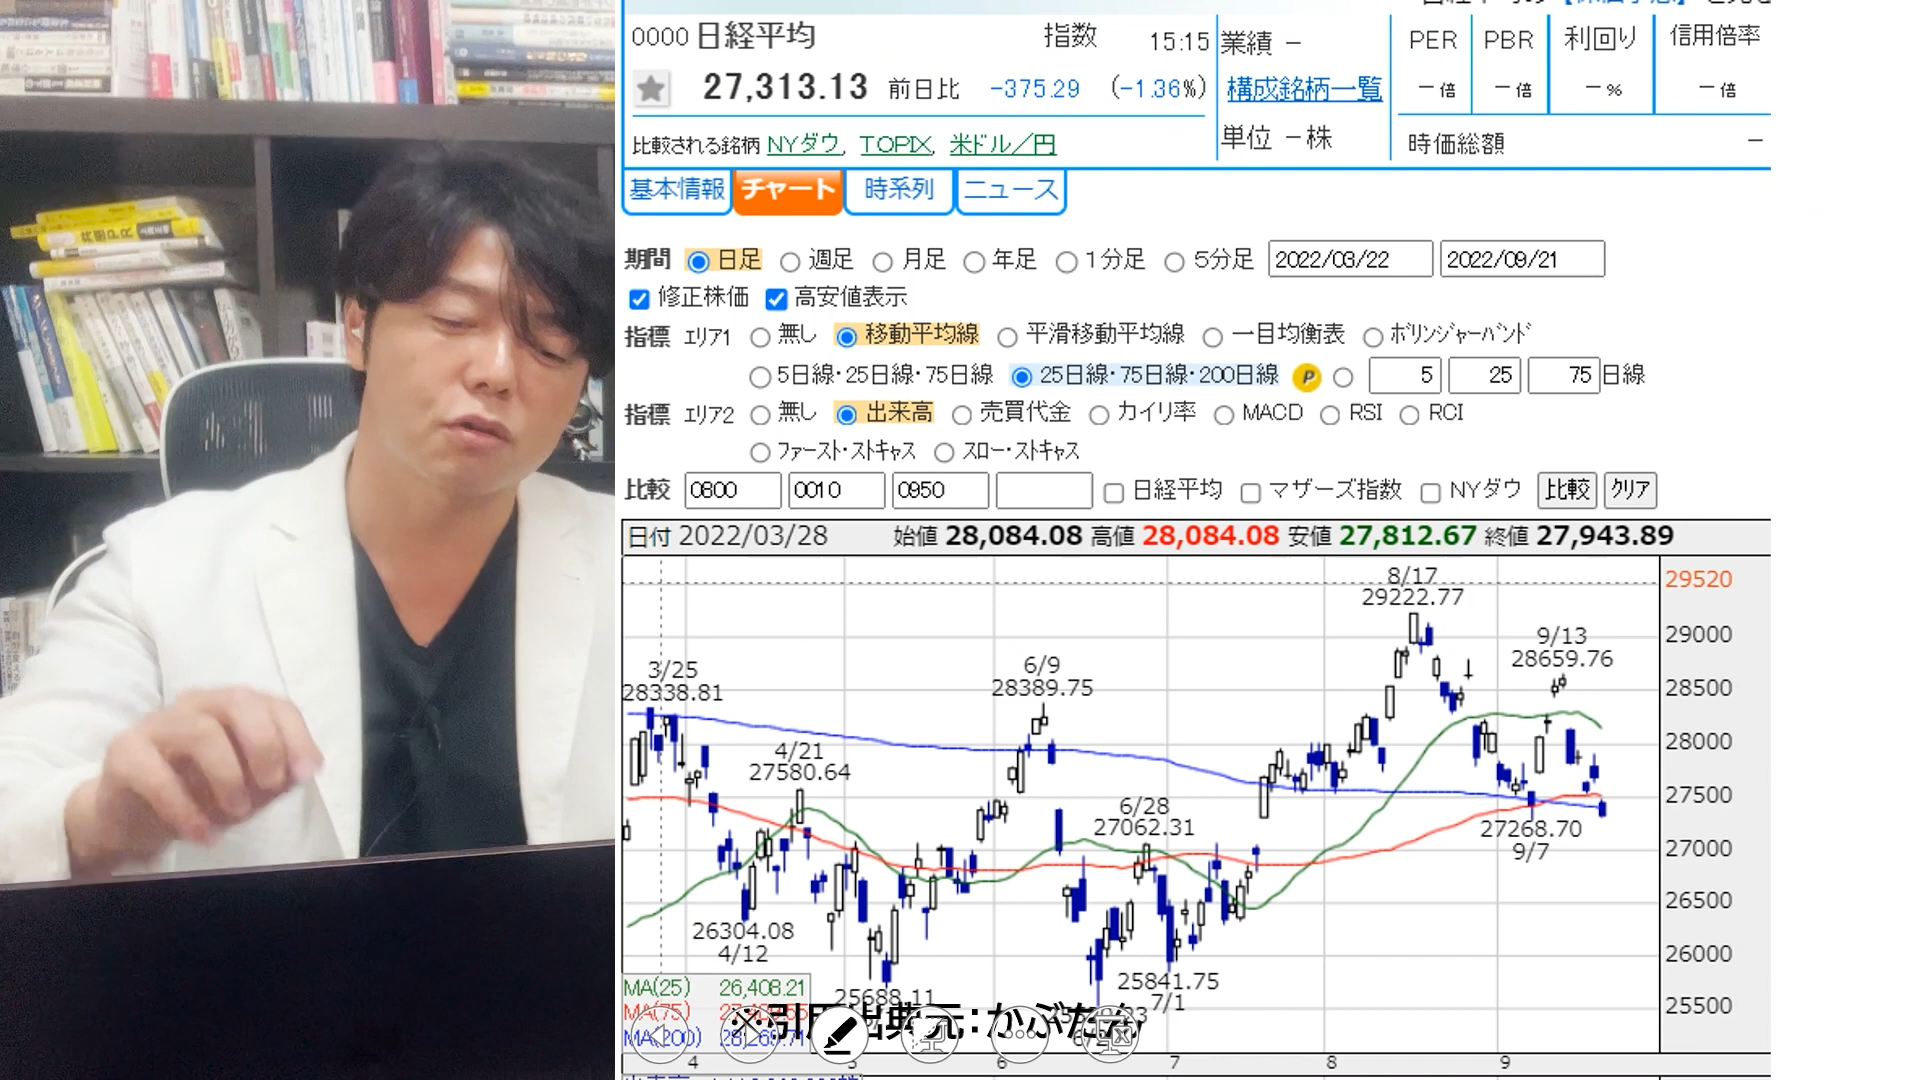 0000 日経平均 指数 15:15
27,313.13 前日比 -375.29 (-1.36%)
比較される銘柄 NYダウ, TOPIX, 米ドル/円
業績 -
構成銘柄一覧
単位 -株
PER PBR 利回り 信用倍率
-倍 -倍 -% -倍
時価総額 -
基本情報 チャート 時系列 ニュース
期間 日足 週足 月足 年足 1分足 5分足 2022/03/22 2022/09/21
修正株価 高安値表示
指標 エリア1 無し 移動平均線 平滑移動平均線 一目均衡表 ボリンジャーバンド
5日線・25日線・75日線 25日線・75日線・200日線 P 5 25 75 日線
指標 エリア2 無し 出来高 売買代金 カイリ率 MACD RSI RCI
ファースト・ストキャス スロー・ストキャス
比較 0800 0010 0950 日経平均 マザーズ指数 NYダウ 比較 クリア
日付 2022/03/28 始値 28,084.08 高値 28,084.08 安値 27,812.67 終値 27,943.89
8/17
29222.77
29520
9/13
28659.76
29000
3/25
28338.81
6/9
28389.75
28500
4/21
27580.64
28000
6/28
27062.31
27500
27268.70
9/7
27000
26500
26304.08
4/12
26000
25841.75
7/1
25688.11
25500
MA(25) 26,408.21
MA(75)
MA(200)
※引用出典元:かぶたん
4 5 6 7 8 9